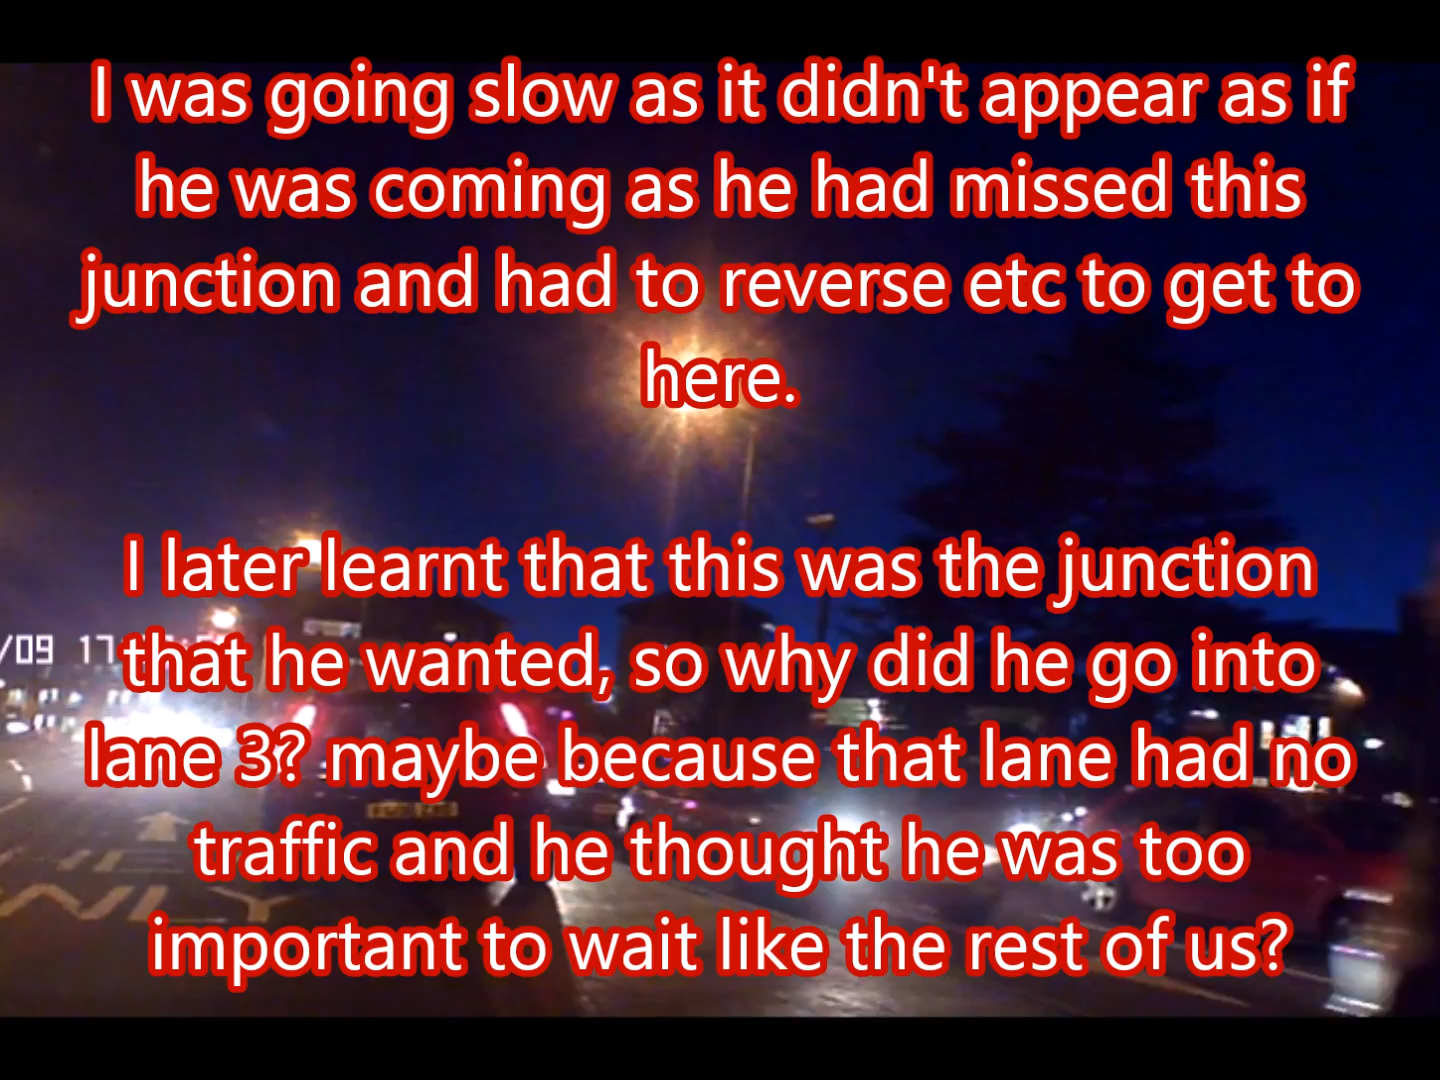 I was going slow as it didn't appear as if
he was coming as he had missed this
junction and had to reverse etc to get to
here.
I later learnt that this was the junction
/09 17
that he wanted, so why did he go into
lane 3? maybe because that lane had no
traffic and he thought he was too
important to wait like the rest of us?
ONLY